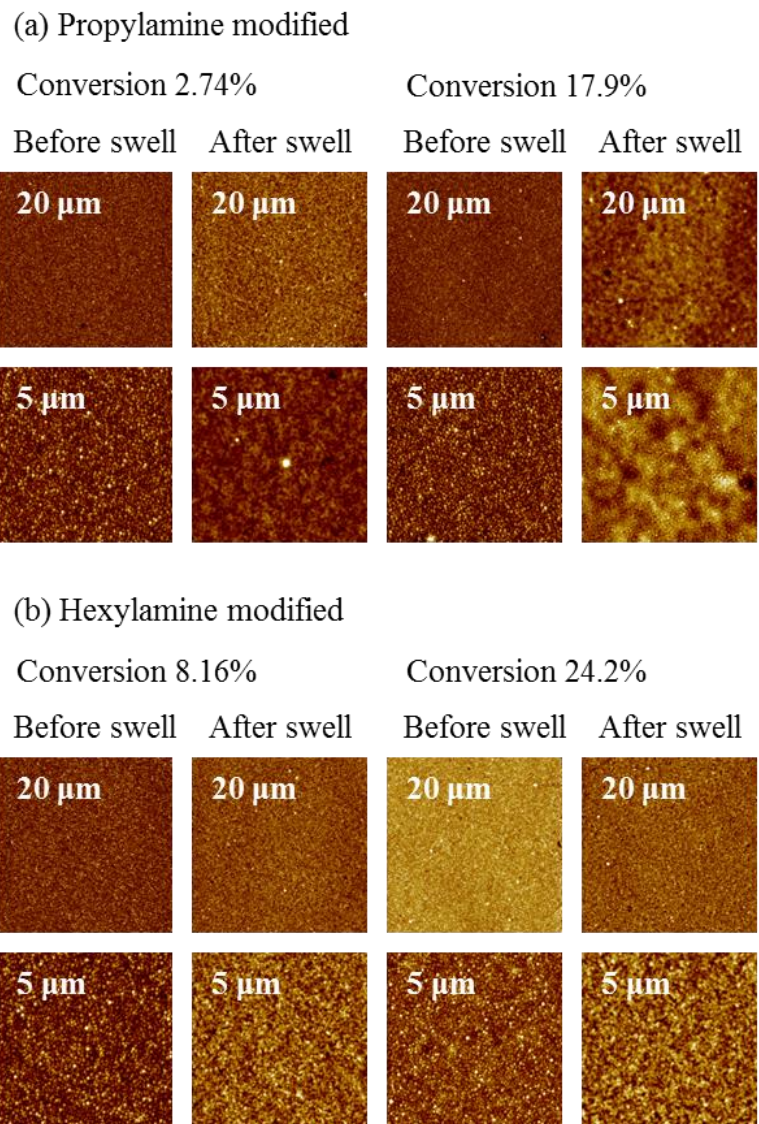 (a) Propylamine modified
Conversion 2.74% Conversion 17.9%
Before swell After swell Before swell After swell
20 μm 20 μm 20 μm 20 μm
5 μm 5 μm 5 μm 5 μm
(b) Hexylamine modified
Conversion 8.16% Conversion 24.2%
Before swell After swell Before swell After swell
20 μm 20 μm 20 μm 20 μm
5 μm 5 μm 5 μm 5 μm